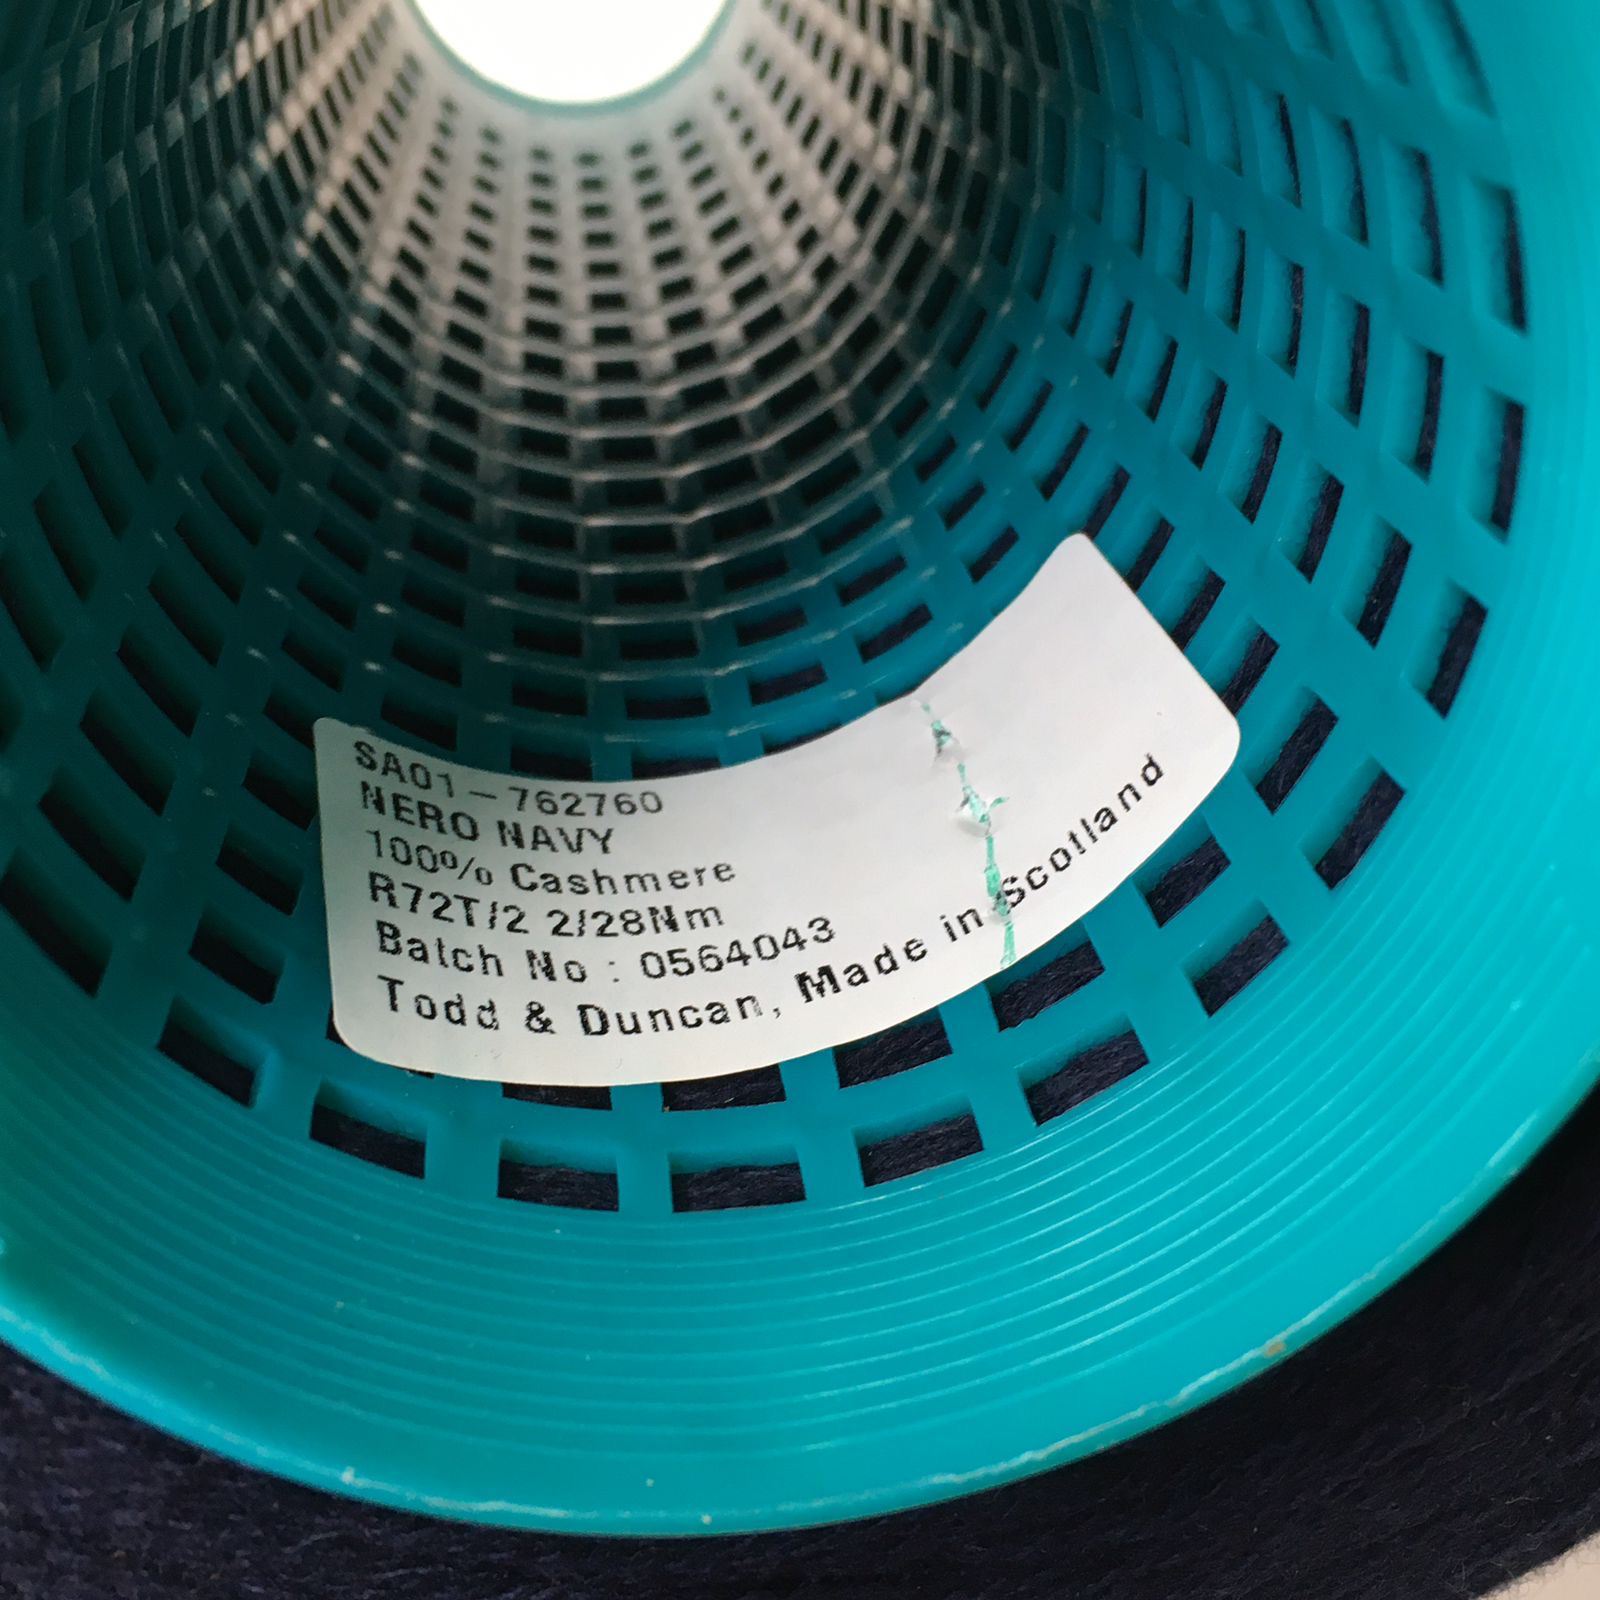 SA01-762760
NERO NAVY
100% Cashmere
R72T/2 2/28Nm
Batch No : 0564043
Todd & Duncan, Made in Scotland